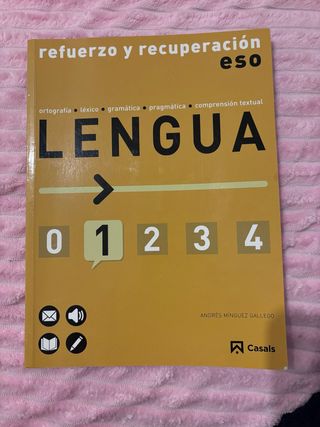 refuerzo y recuperación
eso
ortografía • léxico • gramática • pragmática • comprensión textual
LENGUA
0 1 2 3 4
ANDRÉS MÍNGUEZ GALLEGO
Casals